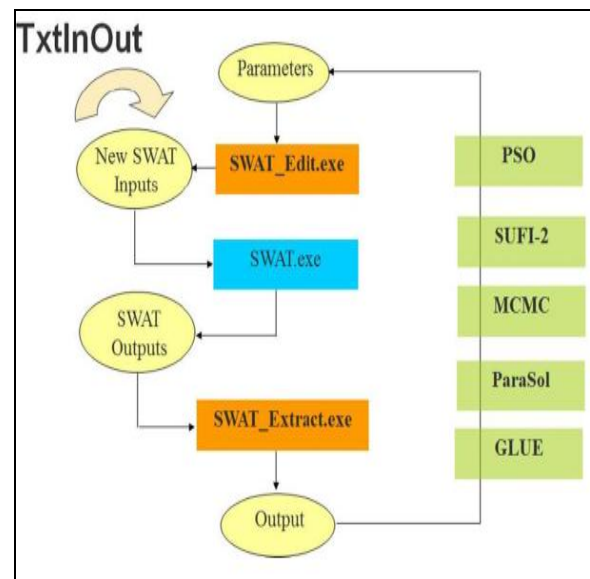 TxtInOut
Parameters
New SWAT
Inputs
SWAT_Edit.exe
SWAT.exe
SWAT
Outputs
SWAT_Extract.exe
Output
PSO
SUFI-2
MCMC
ParaSol
GLUE